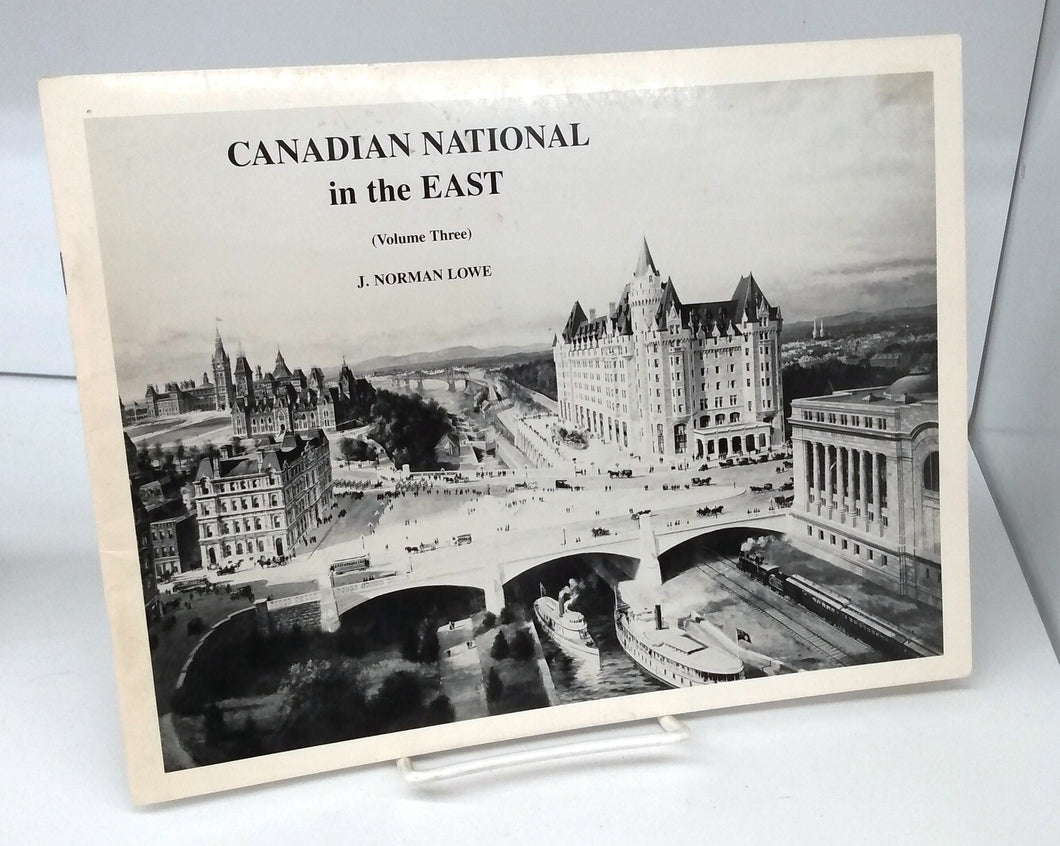 CANADIAN NATIONAL
in the EAST
(Volume Three)
J. NORMAN LOWE